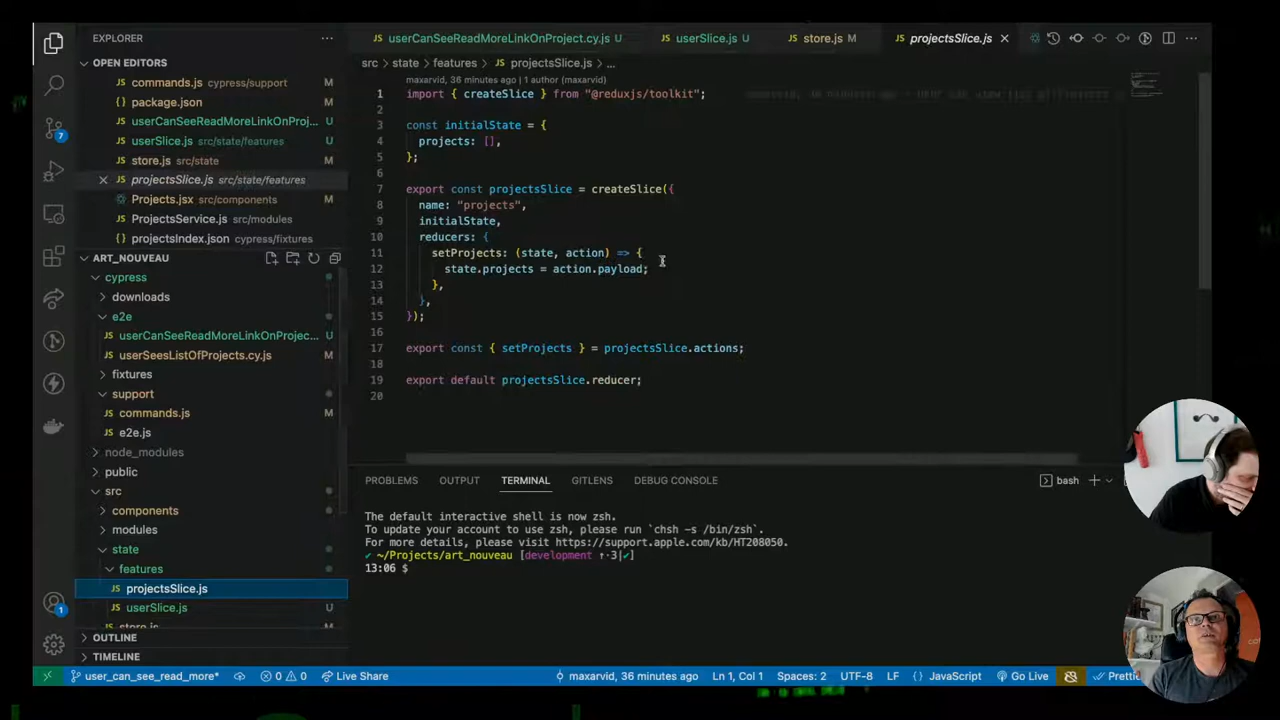 EXPLORER
OPEN EDITORS
commands.js cypress/support M
package.json M
userCanSeeReadMoreLinkOnProj... U
userSlice.js src/state/features U
store.js src/state M
projectsSlice.js src/state/features
Projects.jsx src/components M
ProjectsService.js src/modules
projectsIndex.json cypress/fixtures
ART_NOUVEAU
cypress
downloads
e2e
userCanSeeReadMoreLinkOnProjec... U
userSeesListOfProjects.cy.js M
fixtures
support
commands.js M
e2e.js
node_modules
public
src
components
modules
state
features
projectsSlice.js
userSlice.js U
store.js
OUTLINE
TIMELINE
7
1
userCanSeeReadMoreLinkOnProject.cy.js U
userSlice.js U
store.js M
projectsSlice.js
src > state > features > projectsSlice.js > ...
maxarvid, 36 minutes ago | 1 author (maxarvid)
1 import { createSlice } from "@reduxjs/toolkit";
2
3 const initialState = {
4 projects: [],
5 };
6
7 export const projectsSlice = createSlice({
8 name: "projects",
9 initialState,
10 reducers: {
11 setProjects: (state, action) => {
12 state.projects = action.payload;
13 },
14 },
15 });
16
17 export const { setProjects } = projectsSlice.actions;
18
19 export default projectsSlice.reducer;
20
PROBLEMS OUTPUT TERMINAL GITLENS DEBUG CONSOLE
bash
The default interactive shell is now zsh.
To update your account to use zsh, please run `chsh -s /bin/zsh`.
For more details, please visit https://support.apple.com/kb/HT208050.
✔ ~/Projects/art_nouveau [development ↑·3|✔]
13:06 $
user_can_see_read_more* 0 0 Live Share maxarvid, 36 minutes ago Ln 1, Col 1 Spaces: 2 UTF-8 LF {} JavaScript Go Live